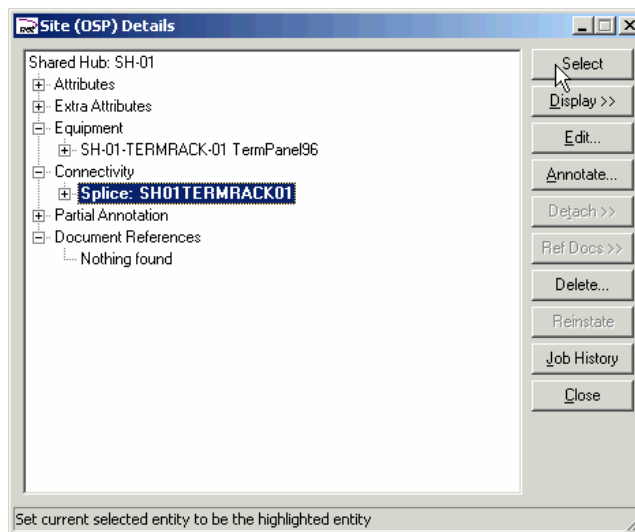 Site (OSP) Details
Shared Hub: SH-01
Attributes
Extra Attributes
Equipment
SH-01-TERMRACK-01 TermPanel96
Connectivity
Splice: SH01TERMRACK01
Partial Annotation
Document References
Nothing found
Select
Display >>
Edit...
Annotate...
Detach >>
Ref Docs >>
Delete...
Reinstate
Job History
Close
Set current selected entity to be the highlighted entity